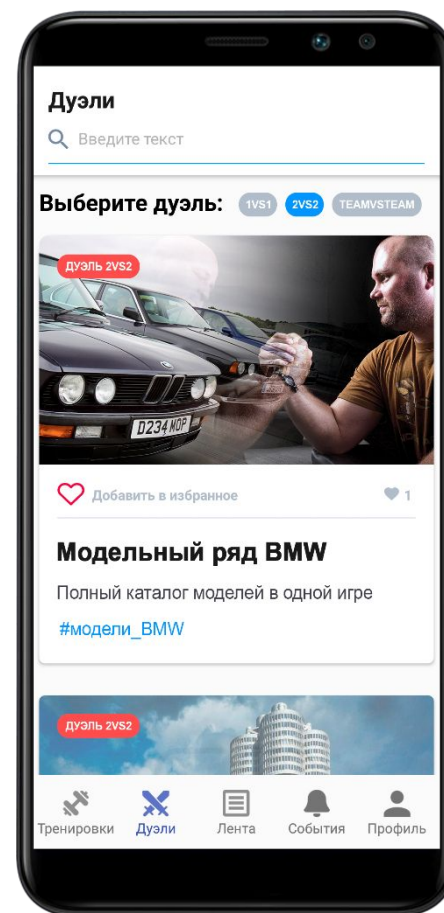 Дуэли
Введите текст
Выберите дуэль: 1VS1 2VS2 TEAMVSTEAM
ДУЭЛЬ 2VS2
D234 MOP
Добавить в избранное 1
Модельный ряд BMW
Полный каталог моделей в одной игре
#модели_BMW
ДУЭЛЬ 2VS2
Тренировки Дуэли Лента События Профиль